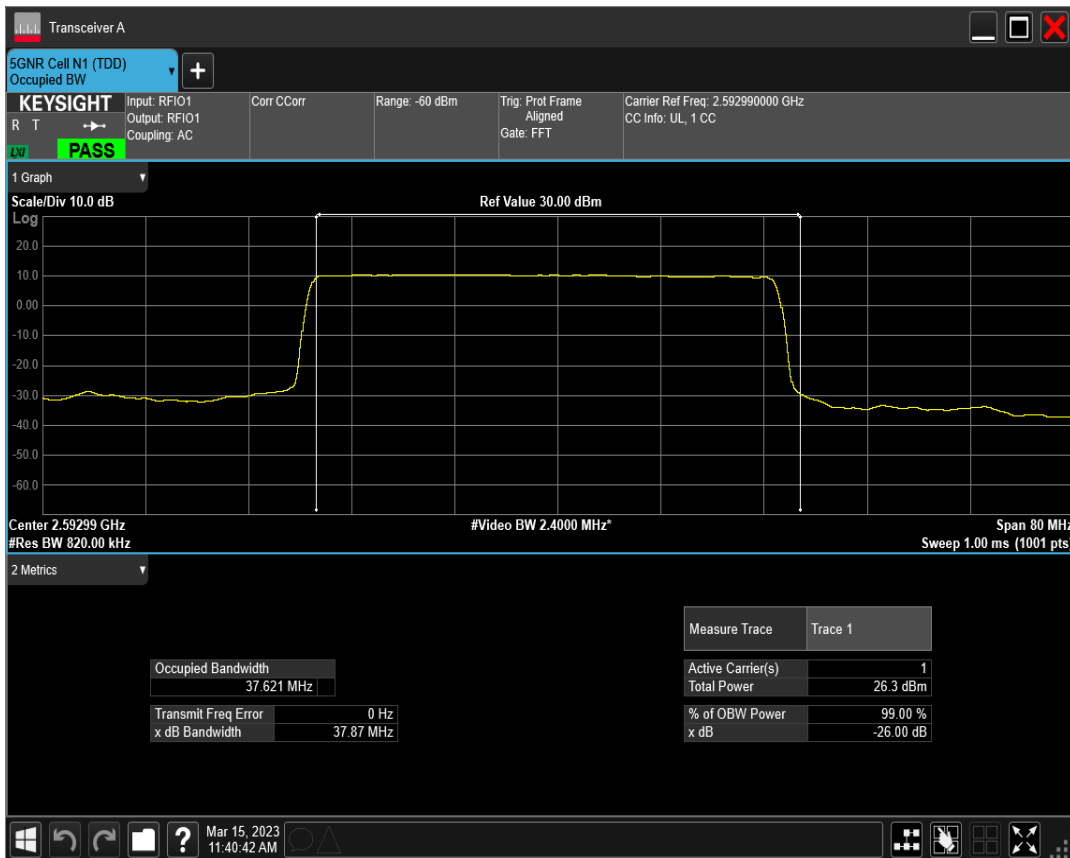 Transceiver A
5GNR Cell N1 (TDD)
Occupied BW
+
KEYSIGHT
R T
LXI
PASS
Input: RFIO1
Output: RFIO1
Coupling: AC
Corr CCorr
Range: -60 dBm
Trig: Prot Frame
Aligned
Gate: FFT
Carrier Ref Freq: 2.592990000 GHz
CC Info: UL, 1 CC
1 Graph
Scale/Div 10.0 dB
Ref Value 30.00 dBm
Log
20.0
10.0
0.00
-10.0
-20.0
-30.0
-40.0
-50.0
-60.0
Center 2.59299 GHz
#Video BW 2.4000 MHz*
Span 80 MHz
#Res BW 820.00 kHz
Sweep 1.00 ms (1001 pts)
2 Metrics
Measure Trace Trace 1
Occupied Bandwidth
37.621 MHz
Active Carrier(s) 1
Total Power 26.3 dBm
Transmit Freq Error 0 Hz
x dB Bandwidth 37.87 MHz
% of OBW Power 99.00 %
x dB -26.00 dB
?
Mar 15, 2023
11:40:42 AM